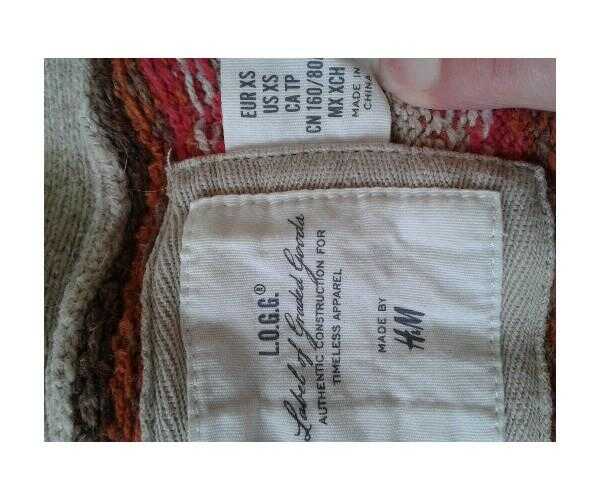 EUR XS
US XS
CA TP
CN 160/80
MX XCH
MADE IN
CHINA
L.O.G.G.®
Label of Graded Goods
AUTHENTIC CONSTRUCTION FOR
TIMELESS APPAREL
MADE BY
H&M